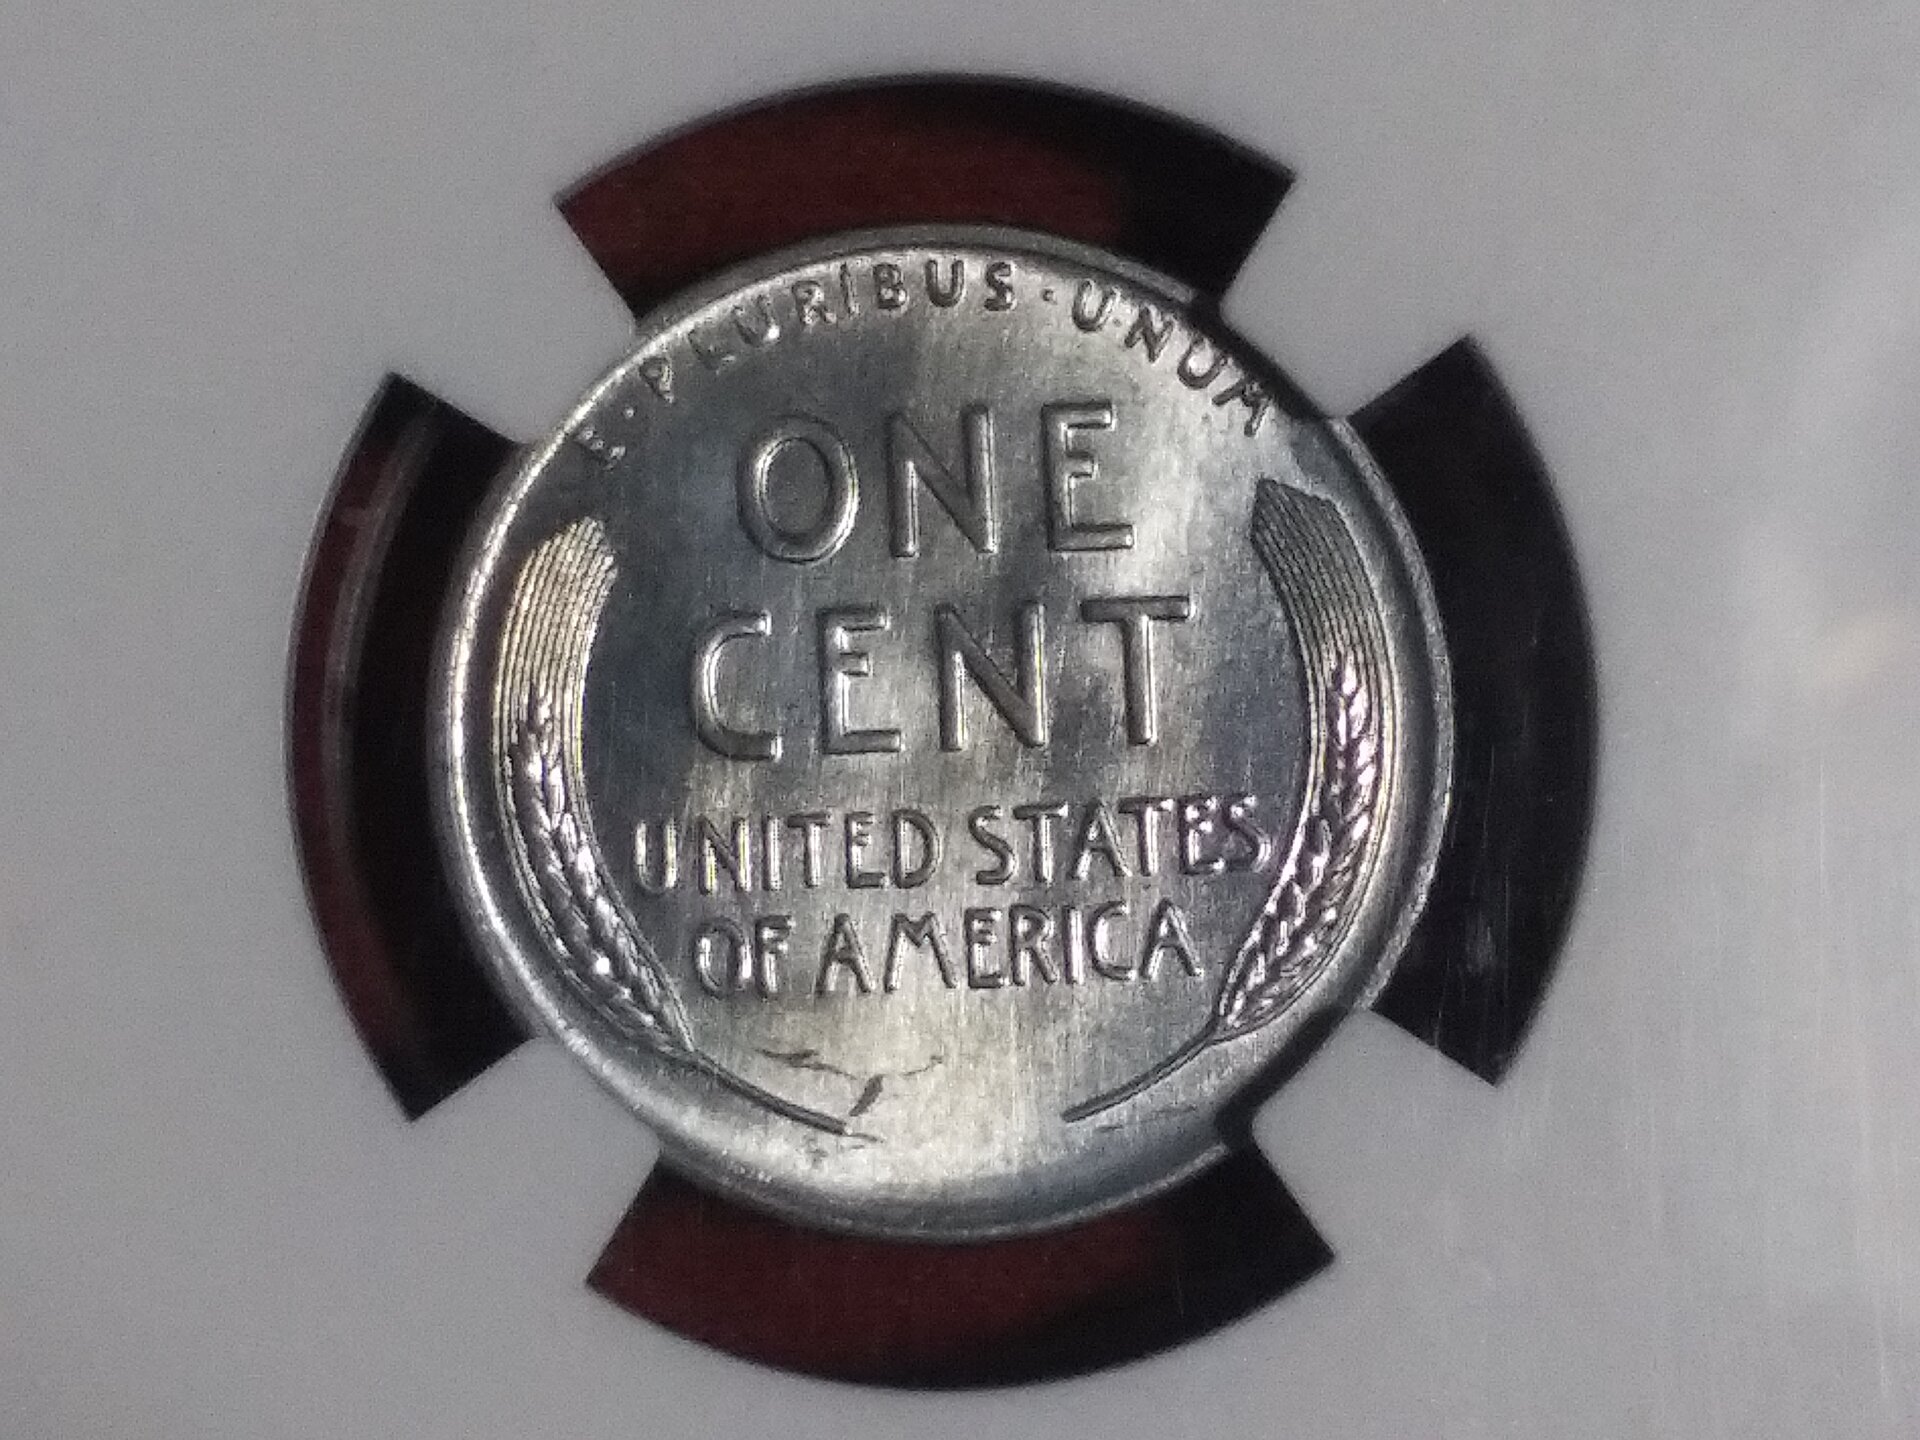 E·PLURIBUS·UNUM
ONE
CENT
UNITED STATES
OF AMERICA